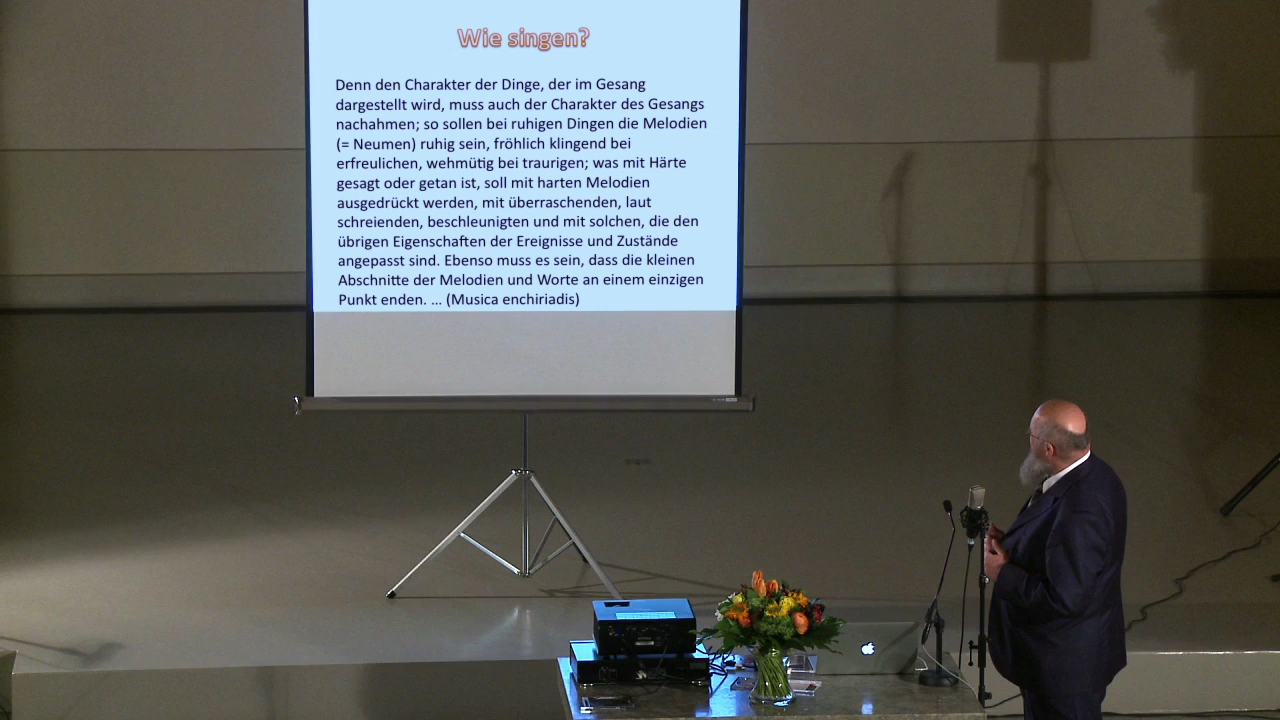 Wie singen?
Denn den Charakter der Dinge, der im Gesang
dargestellt wird, muss auch der Charakter des Gesangs
nachahmen; so sollen bei ruhigen Dingen die Melodien
(= Neumen) ruhig sein, fröhlich klingend bei
erfreulichen, wehmütig bei traurigen; was mit Härte
gesagt oder getan ist, soll mit harten Melodien
ausgedrückt werden, mit überraschenden, laut
schreienden, beschleunigten und mit solchen, die den
übrigen Eigenschaften der Ereignisse und Zustände
angepasst sind. Ebenso muss es sein, dass die kleinen
Abschnitte der Melodien und Worte an einem einzigen
Punkt enden. ... (Musica enchiriadis)